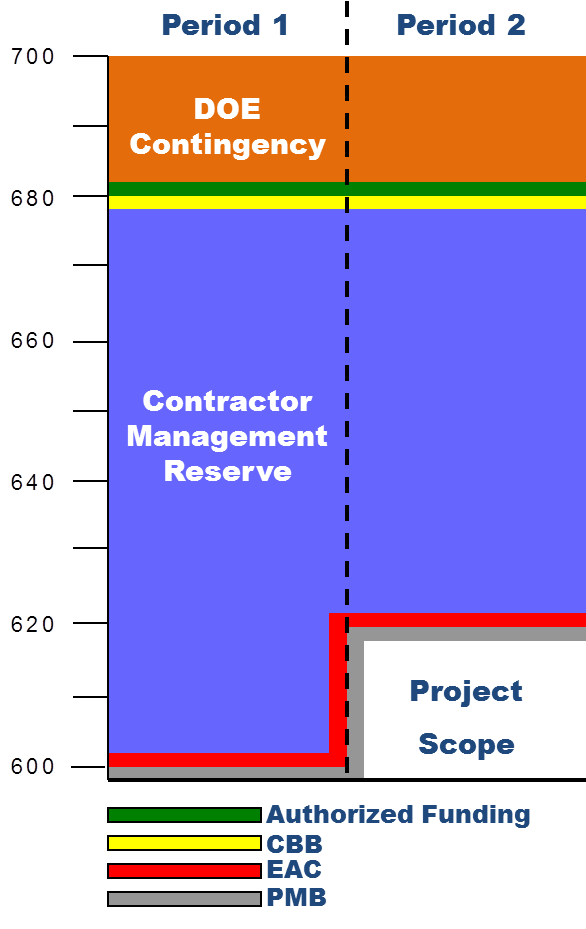 Period 1
Period 2
700
DOE
Contingency
680
660
Contractor
Management
Reserve
640
620
Project
Scope
600
Authorized Funding
CBB
EAC
PMB